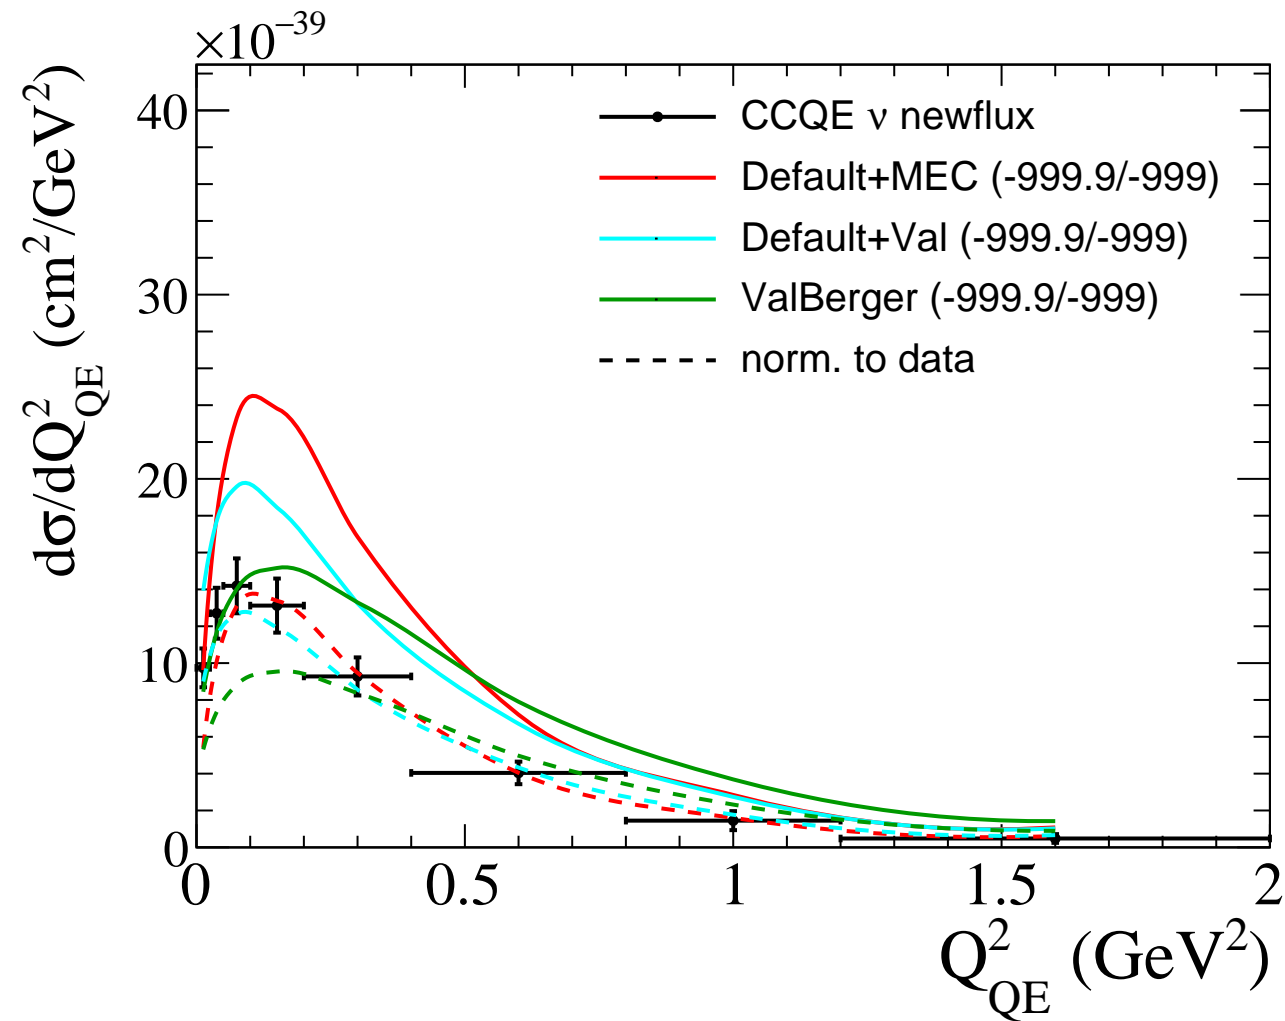 ×10⁻³⁹
dσ/dQ²_QE (cm²/GeV²)
40
30
20
10
0
CCQE ν newflux
Default+MEC (-999.9/-999)
Default+Val (-999.9/-999)
ValBerger (-999.9/-999)
norm. to data
0 0.5 1 1.5 2
Q²_QE (GeV²)